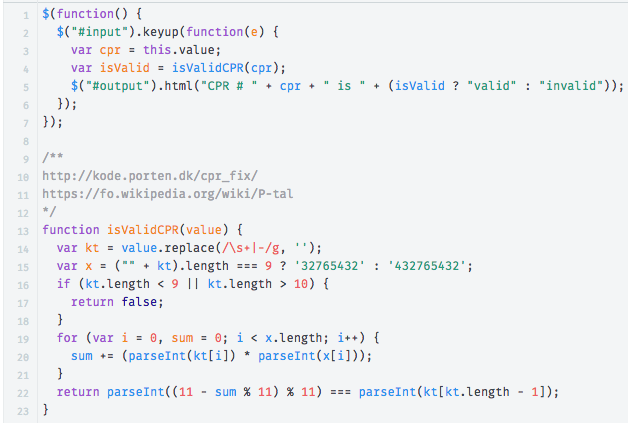 1 $(function() {
2   $("#input").keyup(function(e) {
3     var cpr = this.value;
4     var isValid = isValidCPR(cpr);
5     $("#output").html("CPR # " + cpr + " is " + (isValid ? "valid" : "invalid"));
6   });
7 });
8
9 /**
10 http://kode.porten.dk/cpr_fix/
11 https://fo.wikipedia.org/wiki/P-tal
12 */
13 function isValidCPR(value) {
14   var kt = value.replace(/\s+|-/g, '');
15   var x = ("" + kt).length === 9 ? '32765432' : '432765432';
16   if (kt.length < 9 || kt.length > 10) {
17     return false;
18   }
19   for (var i = 0, sum = 0; i < x.length; i++) {
20     sum += (parseInt(kt[i]) * parseInt(x[i]));
21   }
22   return parseInt((11 - sum % 11) % 11) === parseInt(kt[kt.length - 1]);
23 }